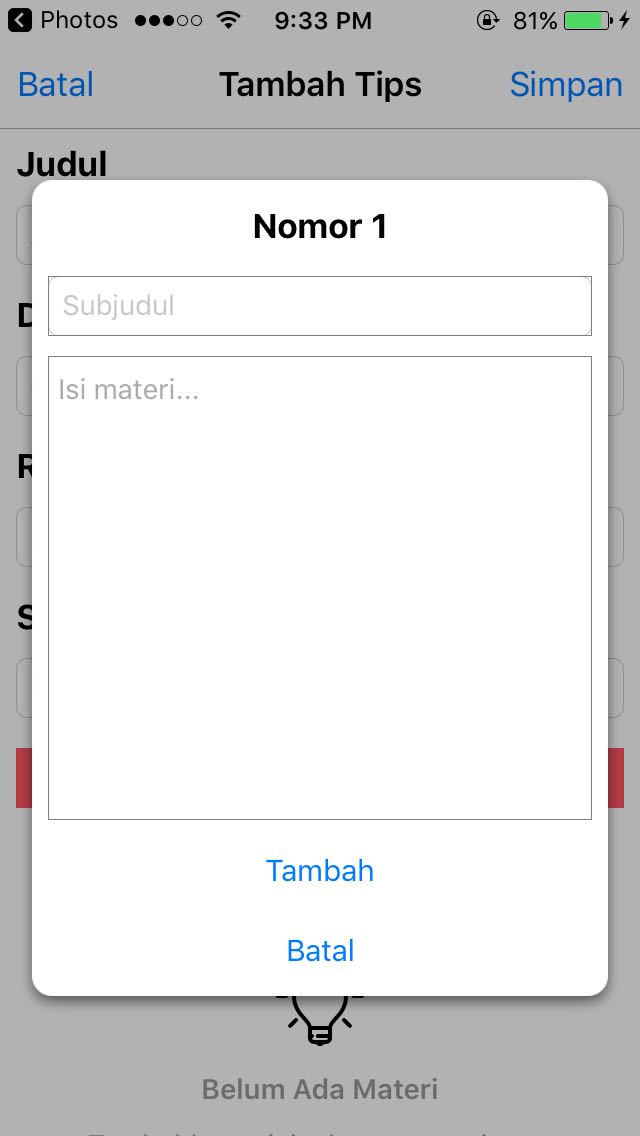 Photos 9:33 PM 81%
Batal Tambah Tips Simpan
Judul
Nomor 1
Subjudul
Isi materi...
Tambah
Batal
Belum Ada Materi